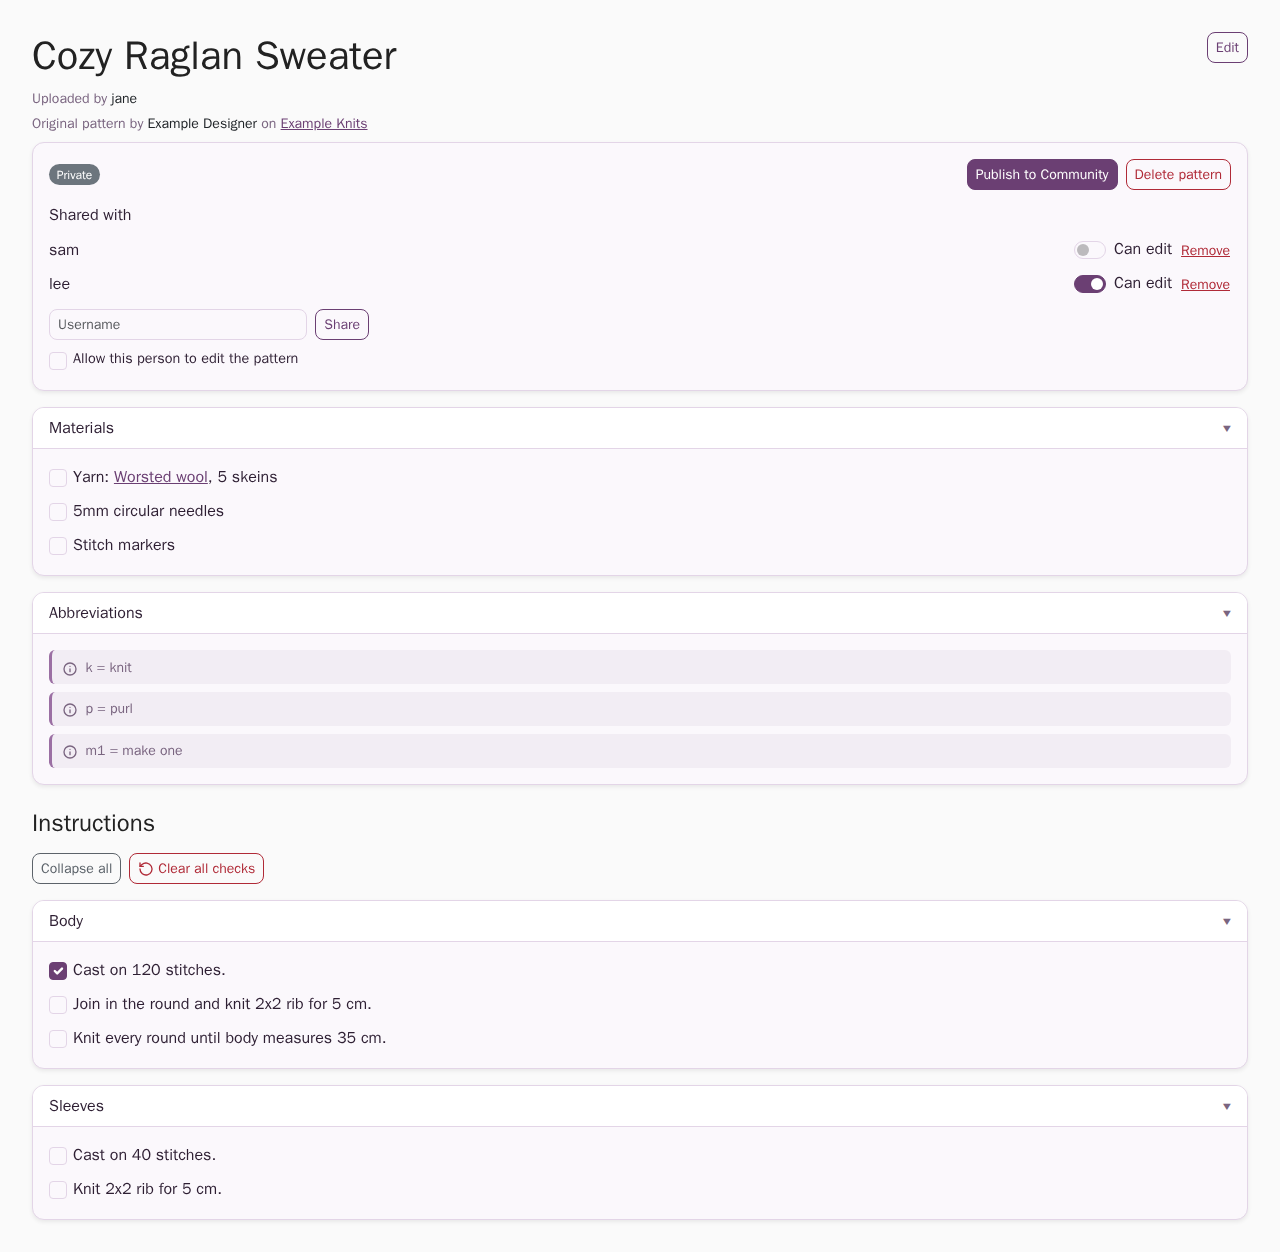 Cozy Raglan Sweater
Edit
Uploaded by jane
Original pattern by Example Designer on Example Knits
Private
Publish to Community
Delete pattern
Shared with
sam
Can edit
Remove
lee
Can edit
Remove
Username
Share
Allow this person to edit the pattern
Materials
Yarn: Worsted wool, 5 skeins
5mm circular needles
Stitch markers
Abbreviations
k = knit
p = purl
m1 = make one
Instructions
Collapse all
Clear all checks
Body
Cast on 120 stitches.
Join in the round and knit 2x2 rib for 5 cm.
Knit every round until body measures 35 cm.
Sleeves
Cast on 40 stitches.
Knit 2x2 rib for 5 cm.